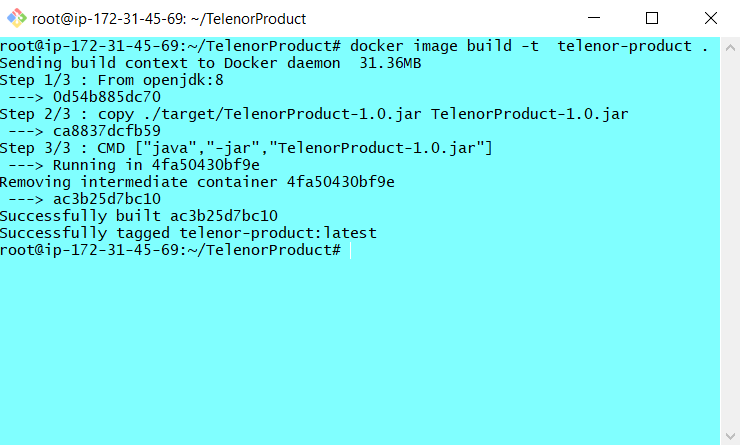 root@ip-172-31-45-69: ~/TelenorProduct
root@ip-172-31-45-69:~/TelenorProduct# docker image build -t  telenor-product .
Sending build context to Docker daemon  31.36MB
Step 1/3 : From openjdk:8
 ---> 0d54b885dc70
Step 2/3 : copy ./target/TelenorProduct-1.0.jar TelenorProduct-1.0.jar
 ---> ca8837dcfb59
Step 3/3 : CMD ["java","-jar","TelenorProduct-1.0.jar"]
 ---> Running in 4fa50430bf9e
Removing intermediate container 4fa50430bf9e
 ---> ac3b25d7bc10
Successfully built ac3b25d7bc10
Successfully tagged telenor-product:latest
root@ip-172-31-45-69:~/TelenorProduct#